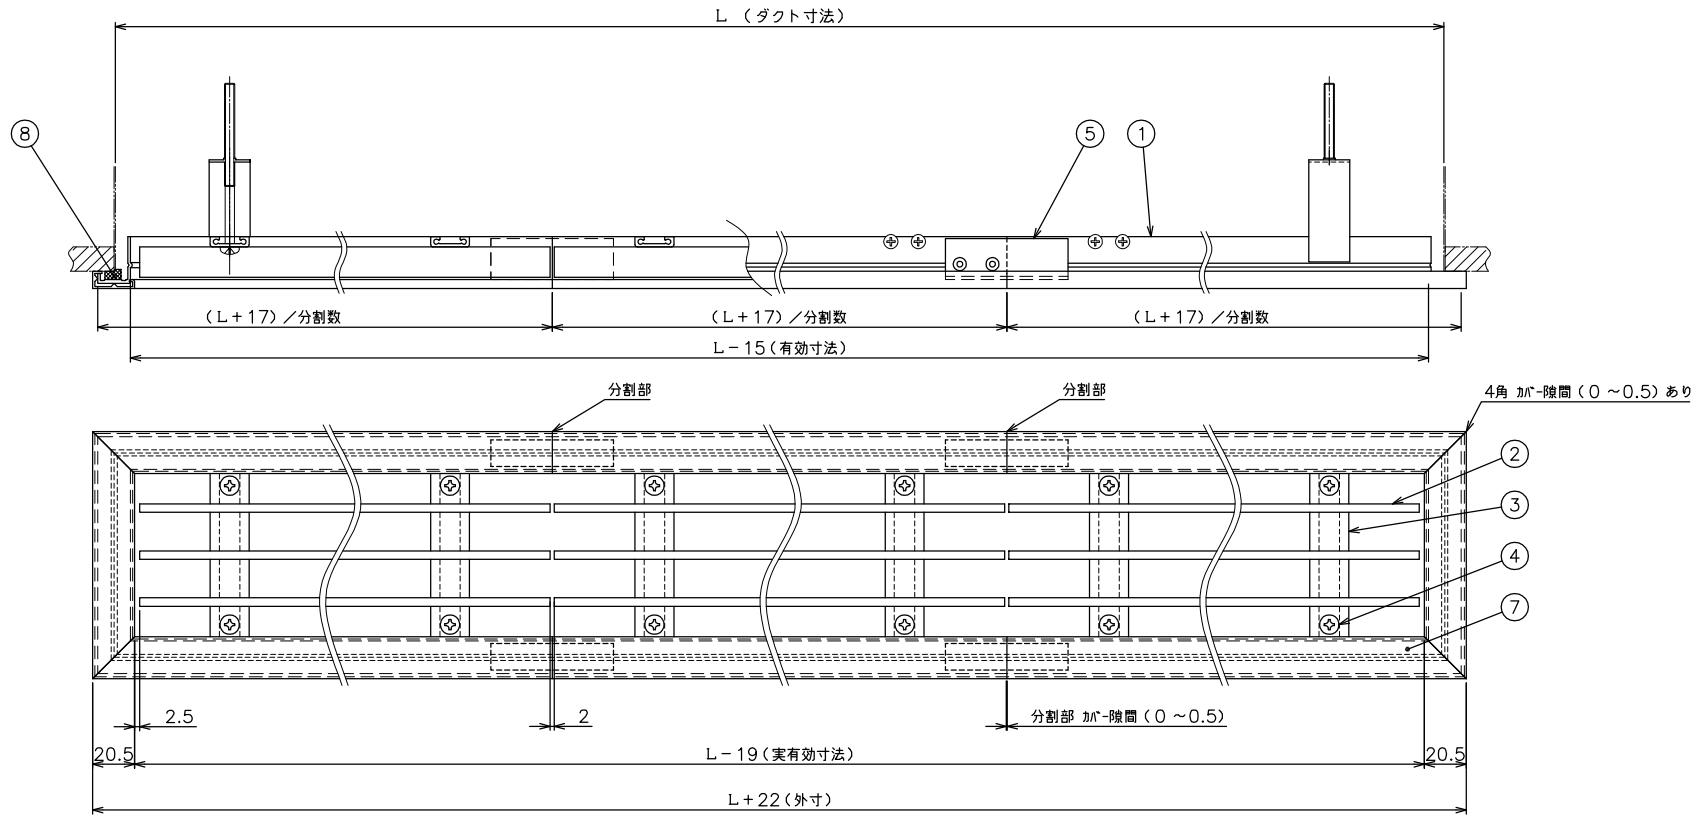 L (ダクト寸法)
8
5
1
(L+17)/分割数
(L+17)/分割数
(L+17)/分割数
L-15(有効寸法)
分割部
分割部
4角 カバー隙間(0 ~0.5)あり
2
3
4
7
2.5
2
分割部 カバー隙間(0 ~0.5)
20.5
L-19(実有効寸法)
20.5
L+22(外寸)